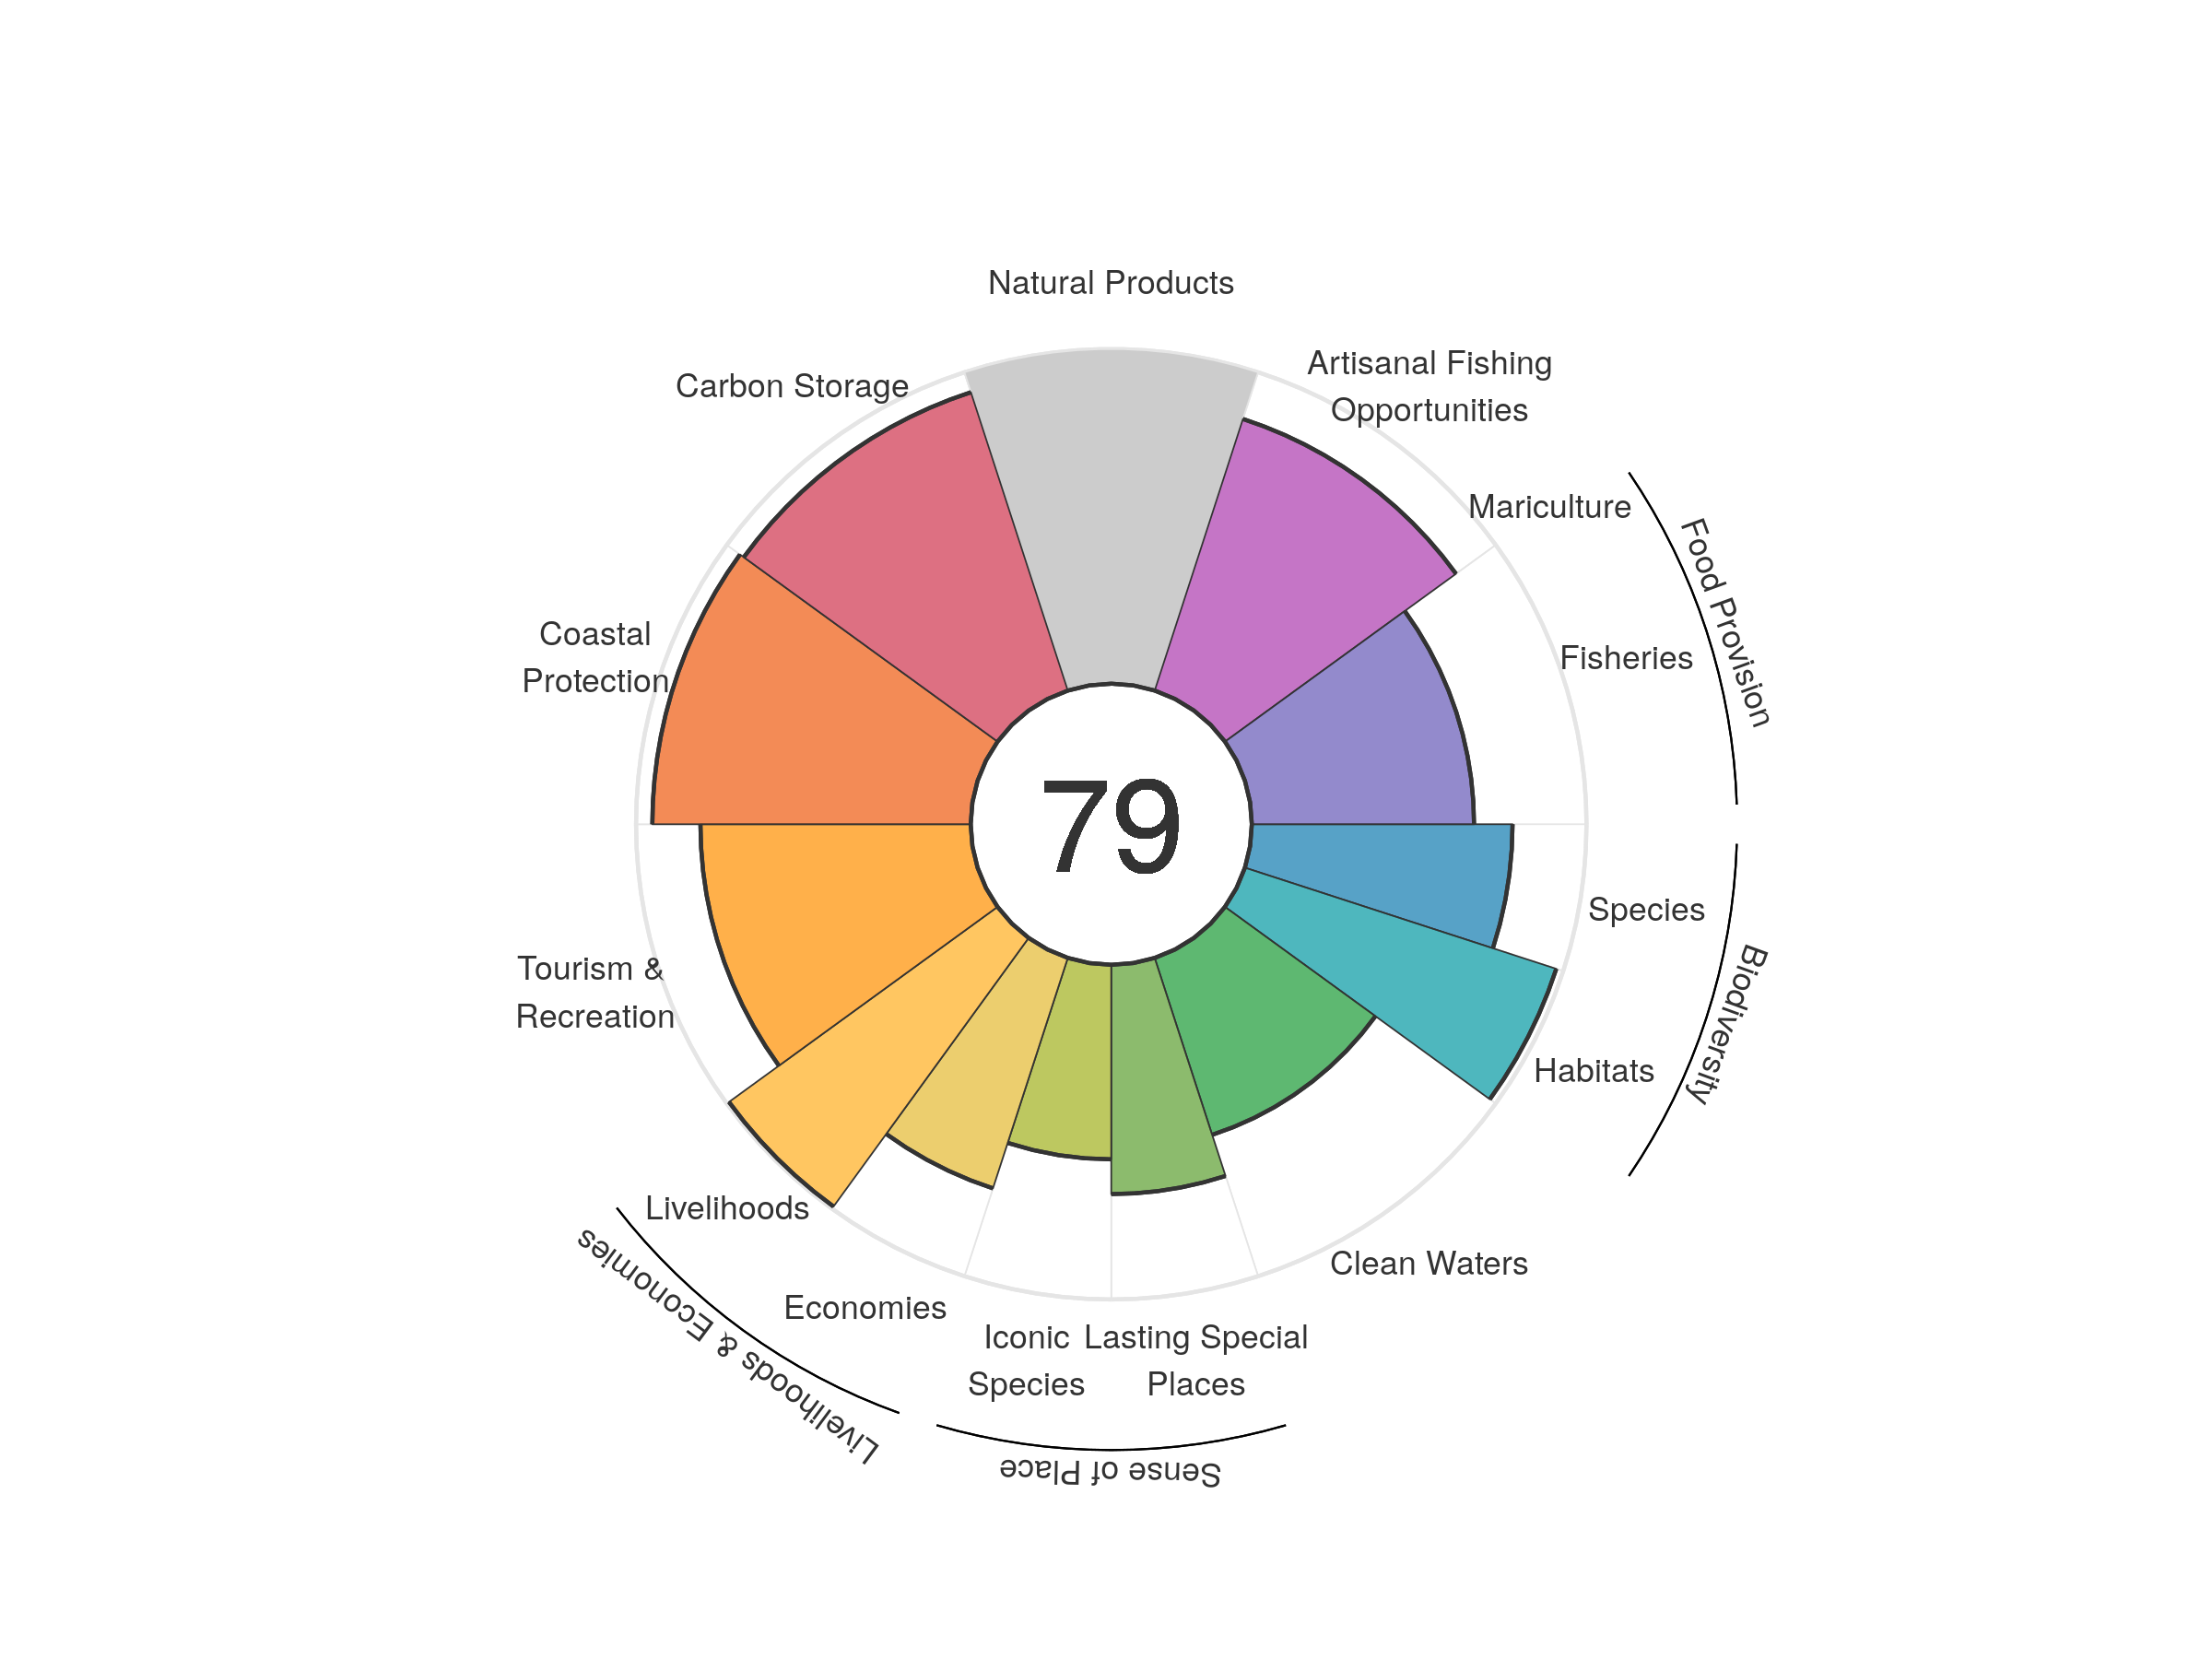 Natural Products
Artisanal Fishing
Opportunities
Carbon Storage
Mariculture
Food Provision
Fisheries
Coastal
Protection
79
Species
Biodiversity
Tourism &
Recreation
Habitats
Livelihoods
Livelihoods & Economies
Clean Waters
Economies
Iconic
Species
Lasting Special
Places
Sense of Place